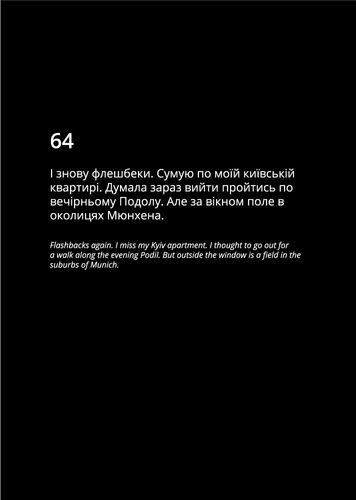 64
І знову флешбеки. Сумую по моїй київській
квартирі. Думала зараз вийти пройтись по
вечірньому Подолу. Але за вікном поле в
околицях Мюнхена.
Flashbacks again. I miss my Kyiv apartment. I thought to go out for
a walk along the evening Podil. But outside the window is a field in the
suburbs of Munich.